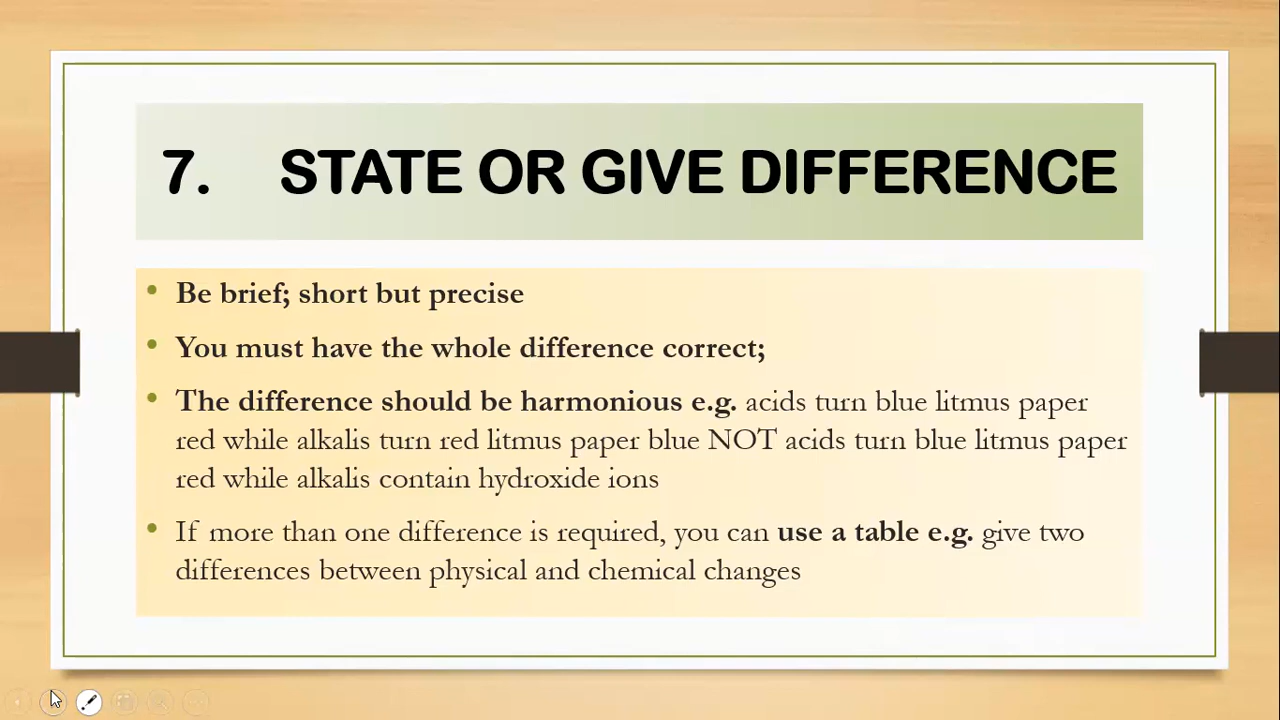 7. STATE OR GIVE DIFFERENCE
• Be brief; short but precise
• You must have the whole difference correct;
• The difference should be harmonious e.g. acids turn blue litmus paper
red while alkalis turn red litmus paper blue NOT acids turn blue litmus paper
red while alkalis contain hydroxide ions
• If more than one difference is required, you can use a table e.g. give two
differences between physical and chemical changes